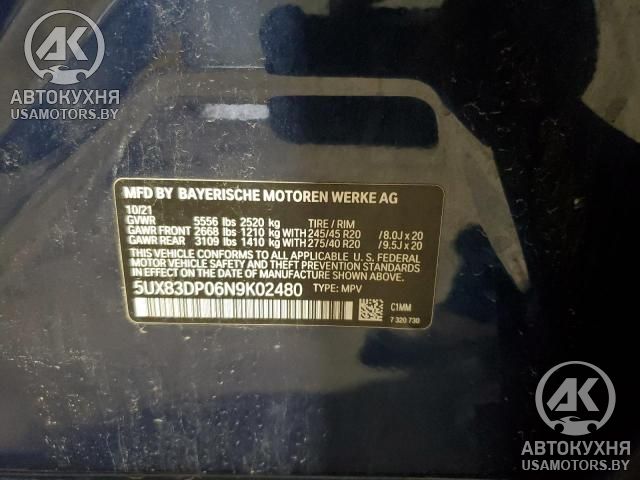 АК
АВТОКУХНЯ
USAMOTORS.BY
MFD BY BAYERISCHE MOTOREN WERKE AG
10/21
GVWR 5556 lbs 2520 kg TIRE / RIM
GAWR FRONT 2668 lbs 1210 kg WITH 245/45 R20 /8.0J x 20
GAWR REAR 3109 lbs 1410 kg WITH 275/40 R20 /9.5J x 20
THIS VEHICLE CONFORMS TO ALL APPLICABLE U. S. FEDERAL
MOTOR VEHICLE SAFETY AND THEFT PREVENTION STANDARDS
IN EFFECT ON THE DATE OF MANUFACTURE SHOWN ABOVE.
5UX83DP06N9K02480 TYPE: MPV
C1MM
7 320 730
АК
АВТОКУХНЯ
USAMOTORS.BY